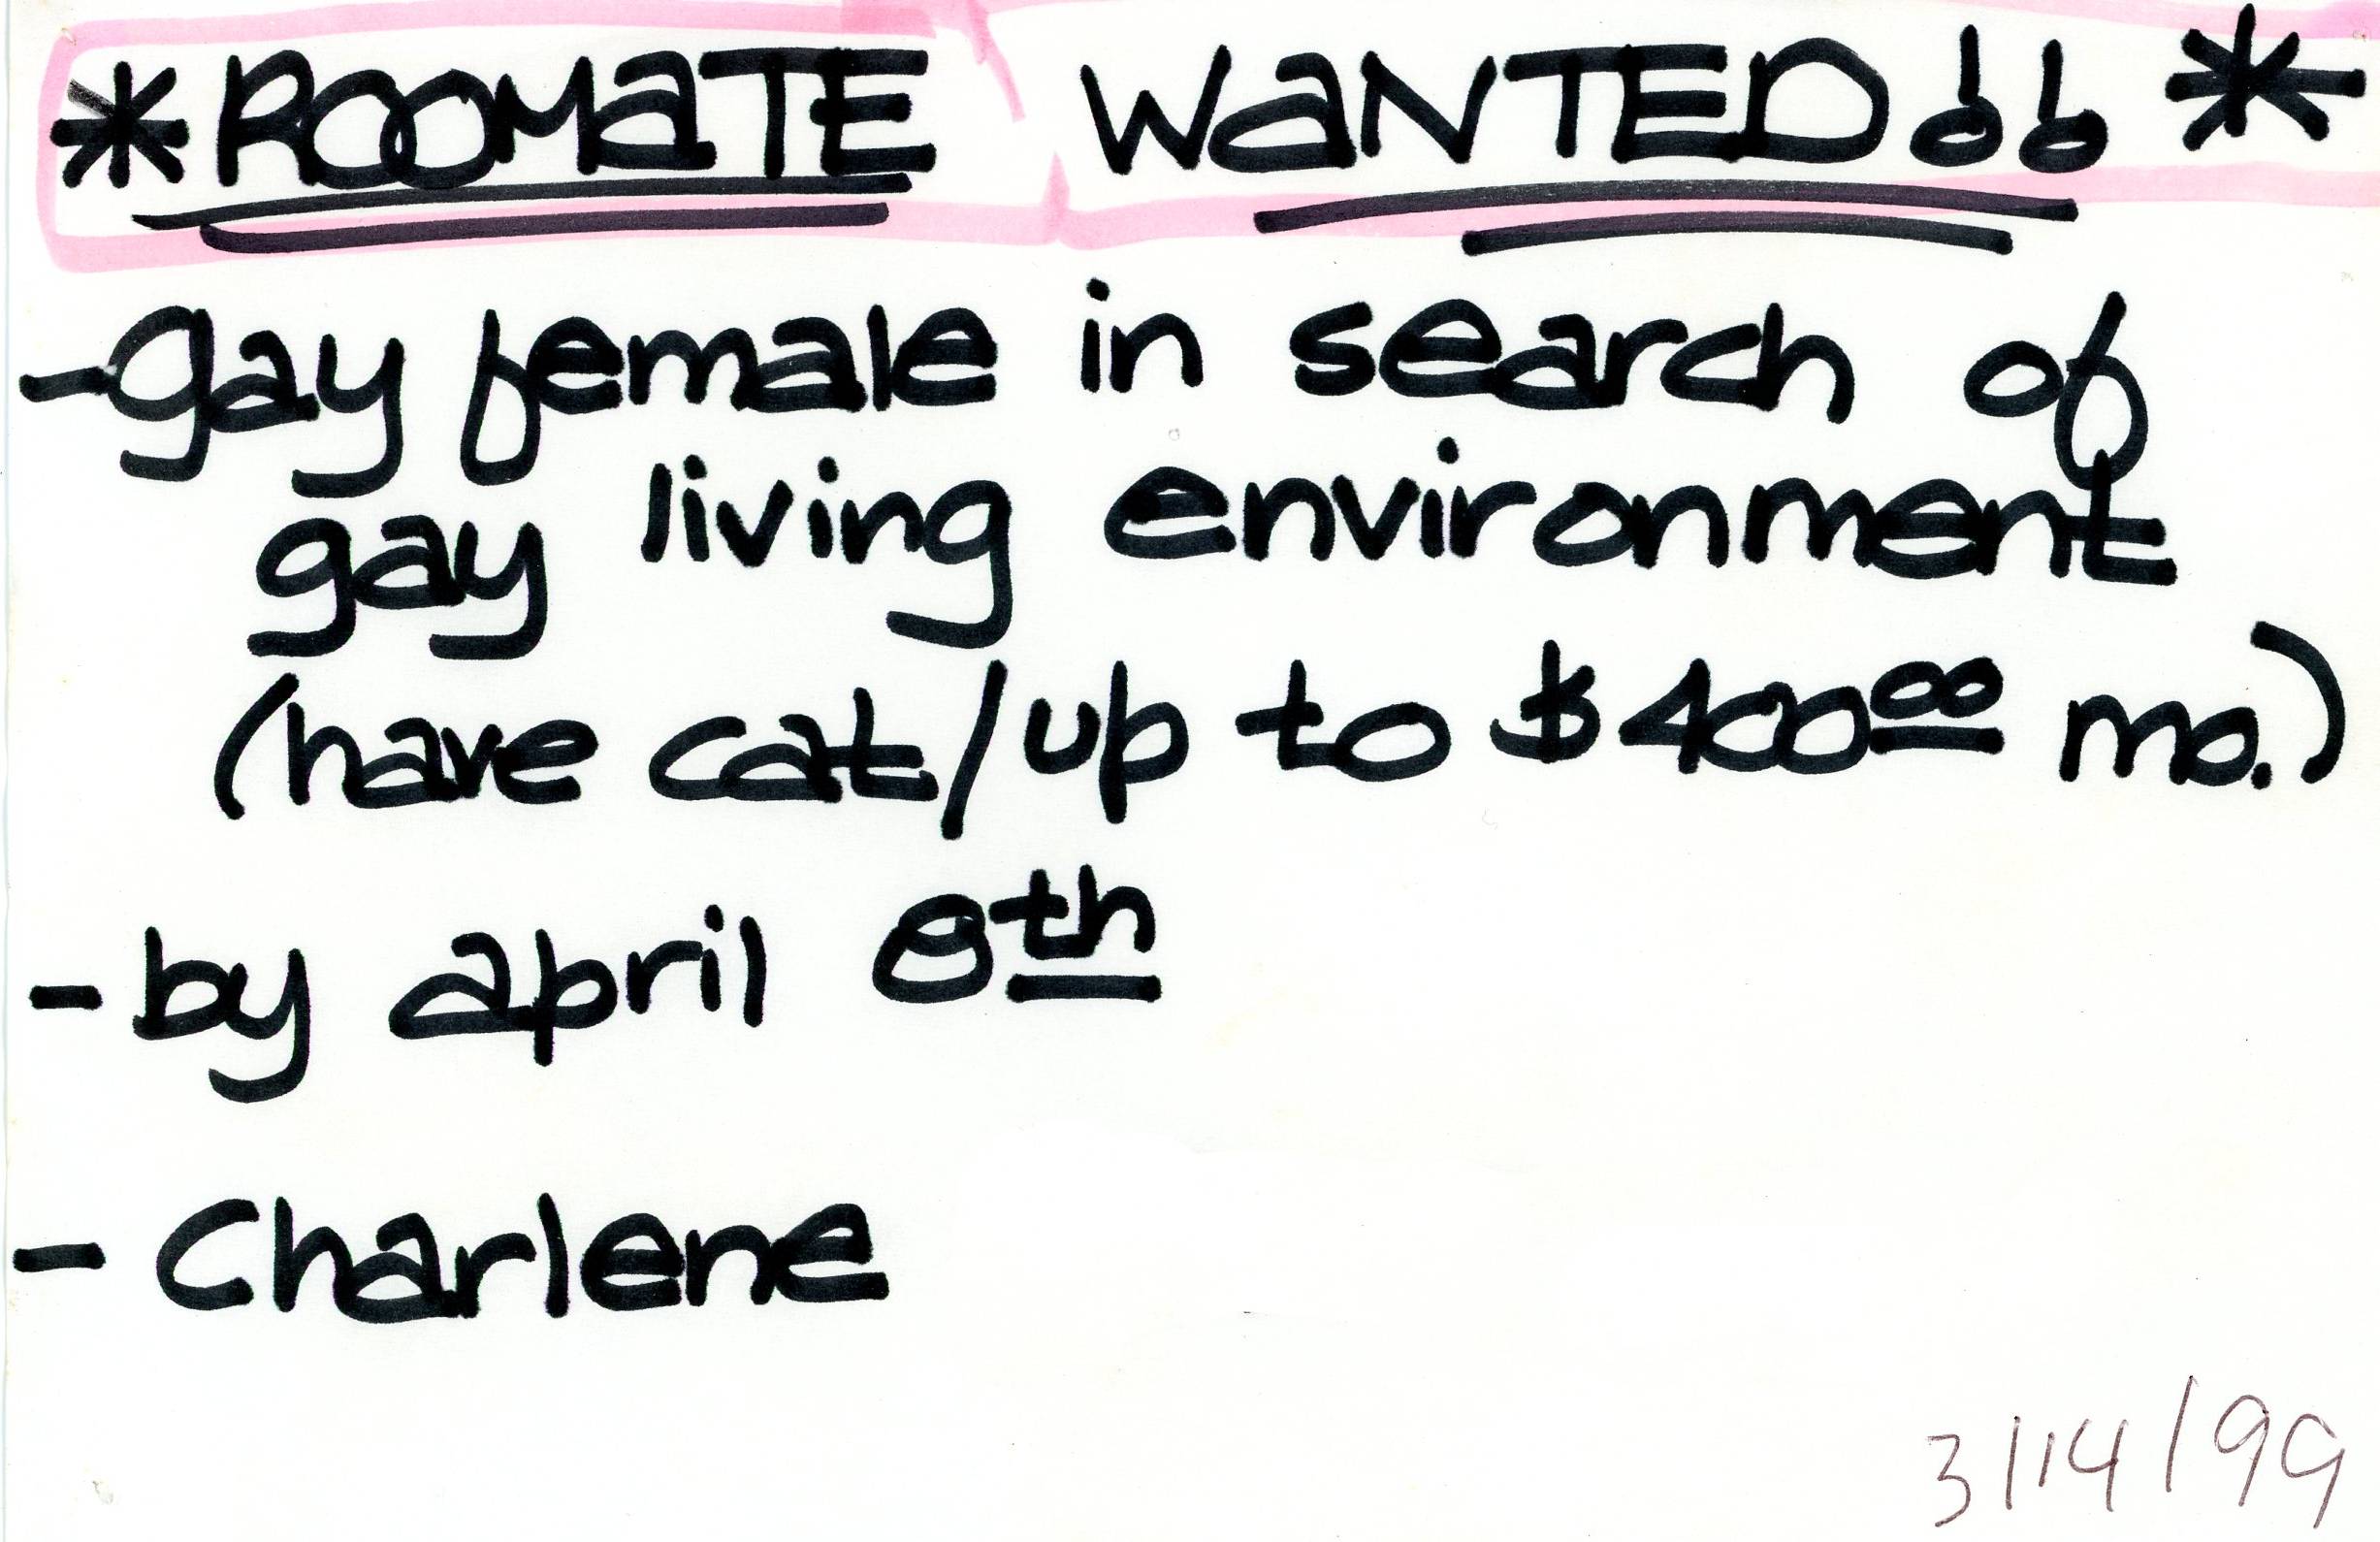 * ROOMaTE WaNTED!! *
- gay female in search of
gay living environment
(have cat/up to $400.00 mo.)
- by april 8th
- Charlene
3/14/99